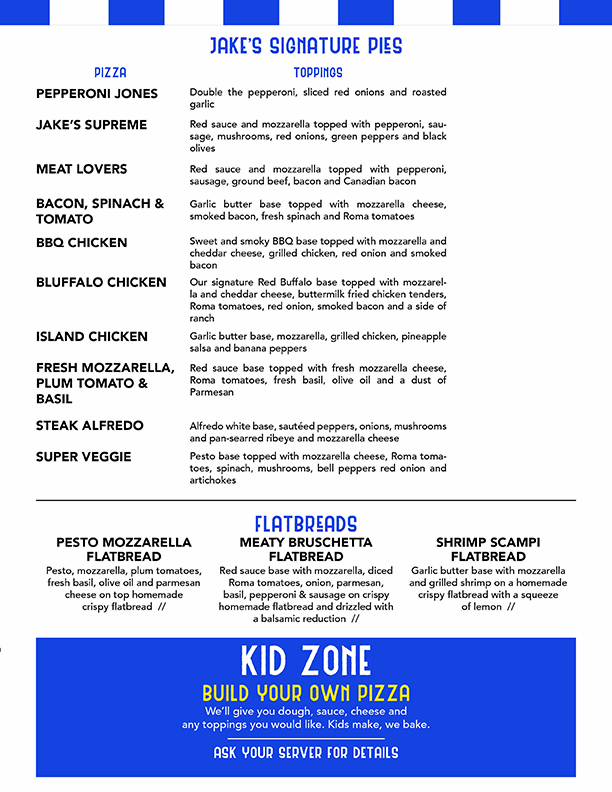 JAKE'S SIGNATURE PIES
PIZZA TOPPINGS
PEPPERONI JONES
Double the pepperoni, sliced red onions and roasted
garlic
JAKE'S SUPREME
Red sauce and mozzarella topped with pepperoni, sau-
sage, mushrooms, red onions, green peppers and black
olives
MEAT LOVERS
Red sauce and mozzarella topped with pepperoni,
sausage, ground beef, bacon and Canadian bacon
BACON, SPINACH &
TOMATO
Garlic butter base topped with mozzarella cheese,
smoked bacon, fresh spinach and Roma tomatoes
BBQ CHICKEN
Sweet and smoky BBQ base topped with mozzarella and
cheddar cheese, grilled chicken, red onion and smoked
bacon
BLUFFALO CHICKEN
Our signature Red Buffalo base topped with mozzarel-
la and cheddar cheese, buttermilk fried chicken tenders,
Roma tomatoes, red onion, smoked bacon and a side of
ranch
ISLAND CHICKEN
Garlic butter base, mozzarella, grilled chicken, pineapple
salsa and banana peppers
FRESH MOZZARELLA,
PLUM TOMATO &
BASIL
Red sauce base topped with fresh mozzarella cheese,
Roma tomatoes, fresh basil, olive oil and a dust of
Parmesan
STEAK ALFREDO
Alfredo white base, sautéed peppers, onions, mushrooms
and pan-searred ribeye and mozzarella cheese
SUPER VEGGIE
Pesto base topped with mozzarella cheese, Roma toma-
toes, spinach, mushrooms, bell peppers red onion and
artichokes
FLATBREADS
PESTO MOZZARELLA
FLATBREAD
Pesto, mozzarella, plum tomatoes,
fresh basil, olive oil and parmesan
cheese on top homemade
crispy flatbread //
MEATY BRUSCHETTA
FLATBREAD
Red sauce base with mozzarella, diced
Roma tomatoes, onion, parmesan,
basil, pepperoni & sausage on crispy
homemade flatbread and drizzled with
a balsamic reduction //
SHRIMP SCAMPI
FLATBREAD
Garlic butter base with mozzarella
and grilled shrimp on a homemade
crispy flatbread with a squeeze
of lemon //
KID ZONE
BUILD YOUR OWN PIZZA
We'll give you dough, sauce, cheese and
any toppings you would like. Kids make, we bake.
ASK YOUR SERVER FOR DETAILS